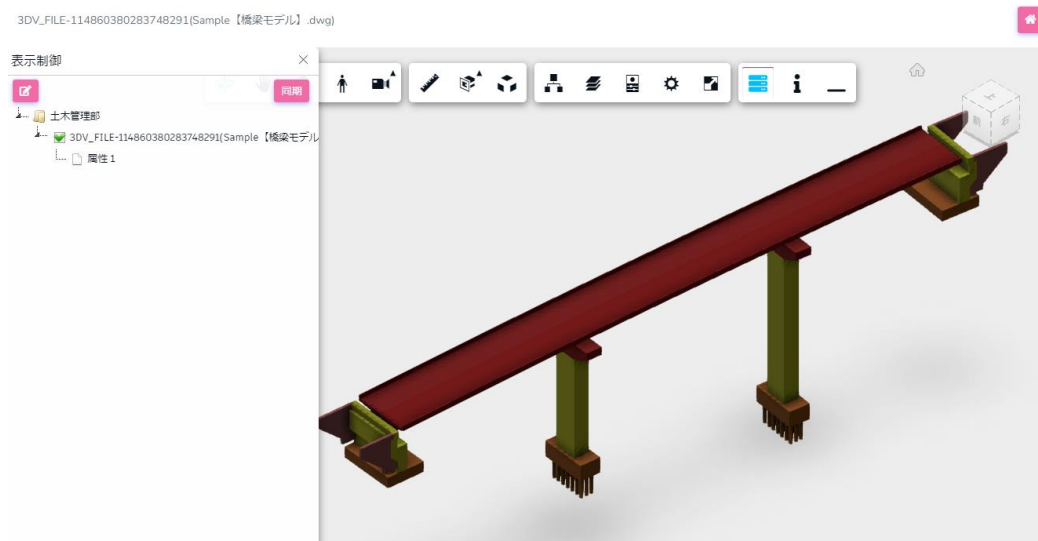 3DV_FILE-114860380283748291(Sample【橋梁モデル】.dwg)
表示制御
同期
土木管理部
3DV_FILE-114860380283748291(Sample【橋梁モデル
属性1